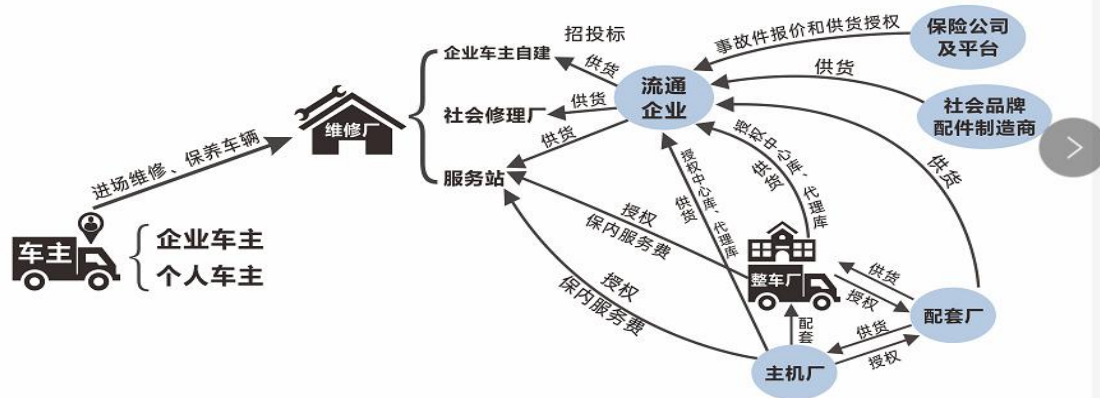 招投标
事故件报价和供货授权
保险公司
及平台
企业车主自建
供货
流通
企业
供货
社会品牌
配件制造商
维修厂
社会修理厂
供货
供货
服务站
进场维修、保养车辆
授权中心库、代理库
供货
授权中心库、代理库
供货
供货
授权
保内服务费
车主
企业车主
个人车主
整车厂
供货
授权
授权
保内服务费
配套
供货
授权
配套厂
主机厂